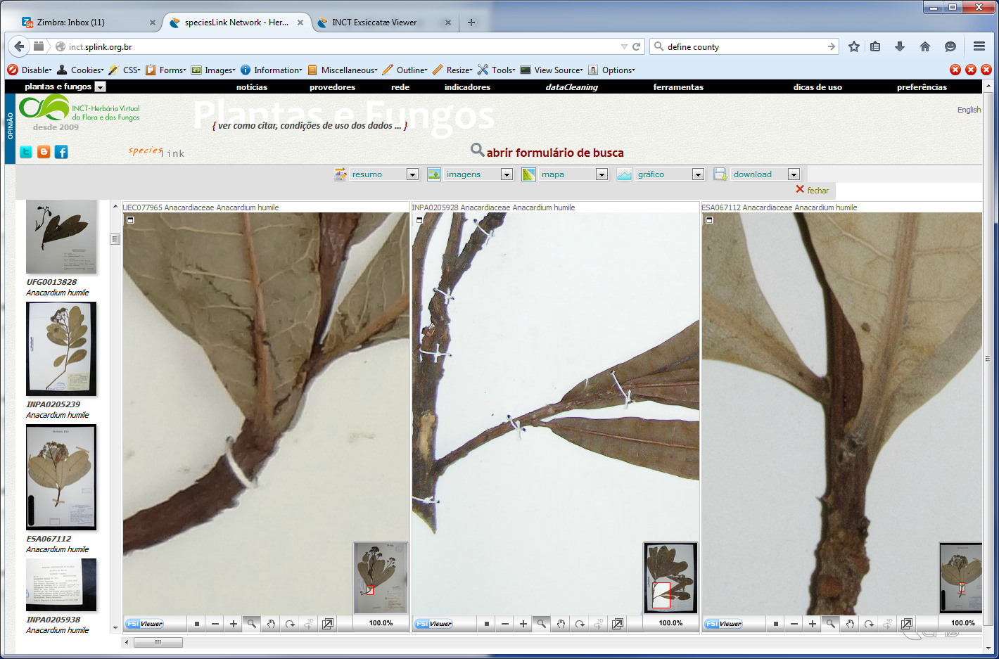 Zimbra: Inbox (11)
speciesLink Network - Her...
INCT Exsiccatæ Viewer
inct.splink.org.br
define county
Disable
Cookies
CSS
Forms
Images
Information
Miscellaneous
Outline
Resize
Tools
View Source
Options
plantas e fungos
notícias
provedores
rede
indicadores
dataCleaning
ferramentas
dicas de uso
preferências
OPINIÃO
INCT-Herbário Virtual
da Flora e dos Fungos
desde 2009
Plantas e Fungos
{ ver como citar, condições de uso dos dados ... }
English
species link
abrir formulário de busca
resumo
imagens
mapa
gráfico
download
fechar
UFG0013828
Anacardium humile
INPA0205239
Anacardium humile
ESA067112
Anacardium humile
INPA0205938
Anacardium humile
UEC077965 Anacardiaceae Anacardium humile
INPA0205928 Anacardiaceae Anacardium humile
ESA067112 Anacardiaceae Anacardium humile
FSI Viewer
3D
100.0%
FSI Viewer
3D
100.0%
FSI Viewer
3D
100.0%